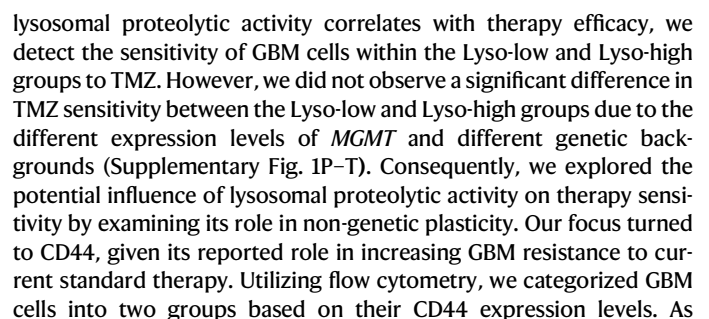 lysosomal proteolytic activity correlates with therapy efficacy, we
detect the sensitivity of GBM cells within the Lyso-low and Lyso-high
groups to TMZ. However, we did not observe a significant difference in
TMZ sensitivity between the Lyso-low and Lyso-high groups due to the
different expression levels of MGMT and different genetic back-
grounds (Supplementary Fig. 1P–T). Consequently, we explored the
potential influence of lysosomal proteolytic activity on therapy sensi-
tivity by examining its role in non-genetic plasticity. Our focus turned
to CD44, given its reported role in increasing GBM resistance to cur-
rent standard therapy. Utilizing flow cytometry, we categorized GBM
cells into two groups based on their CD44 expression levels. As